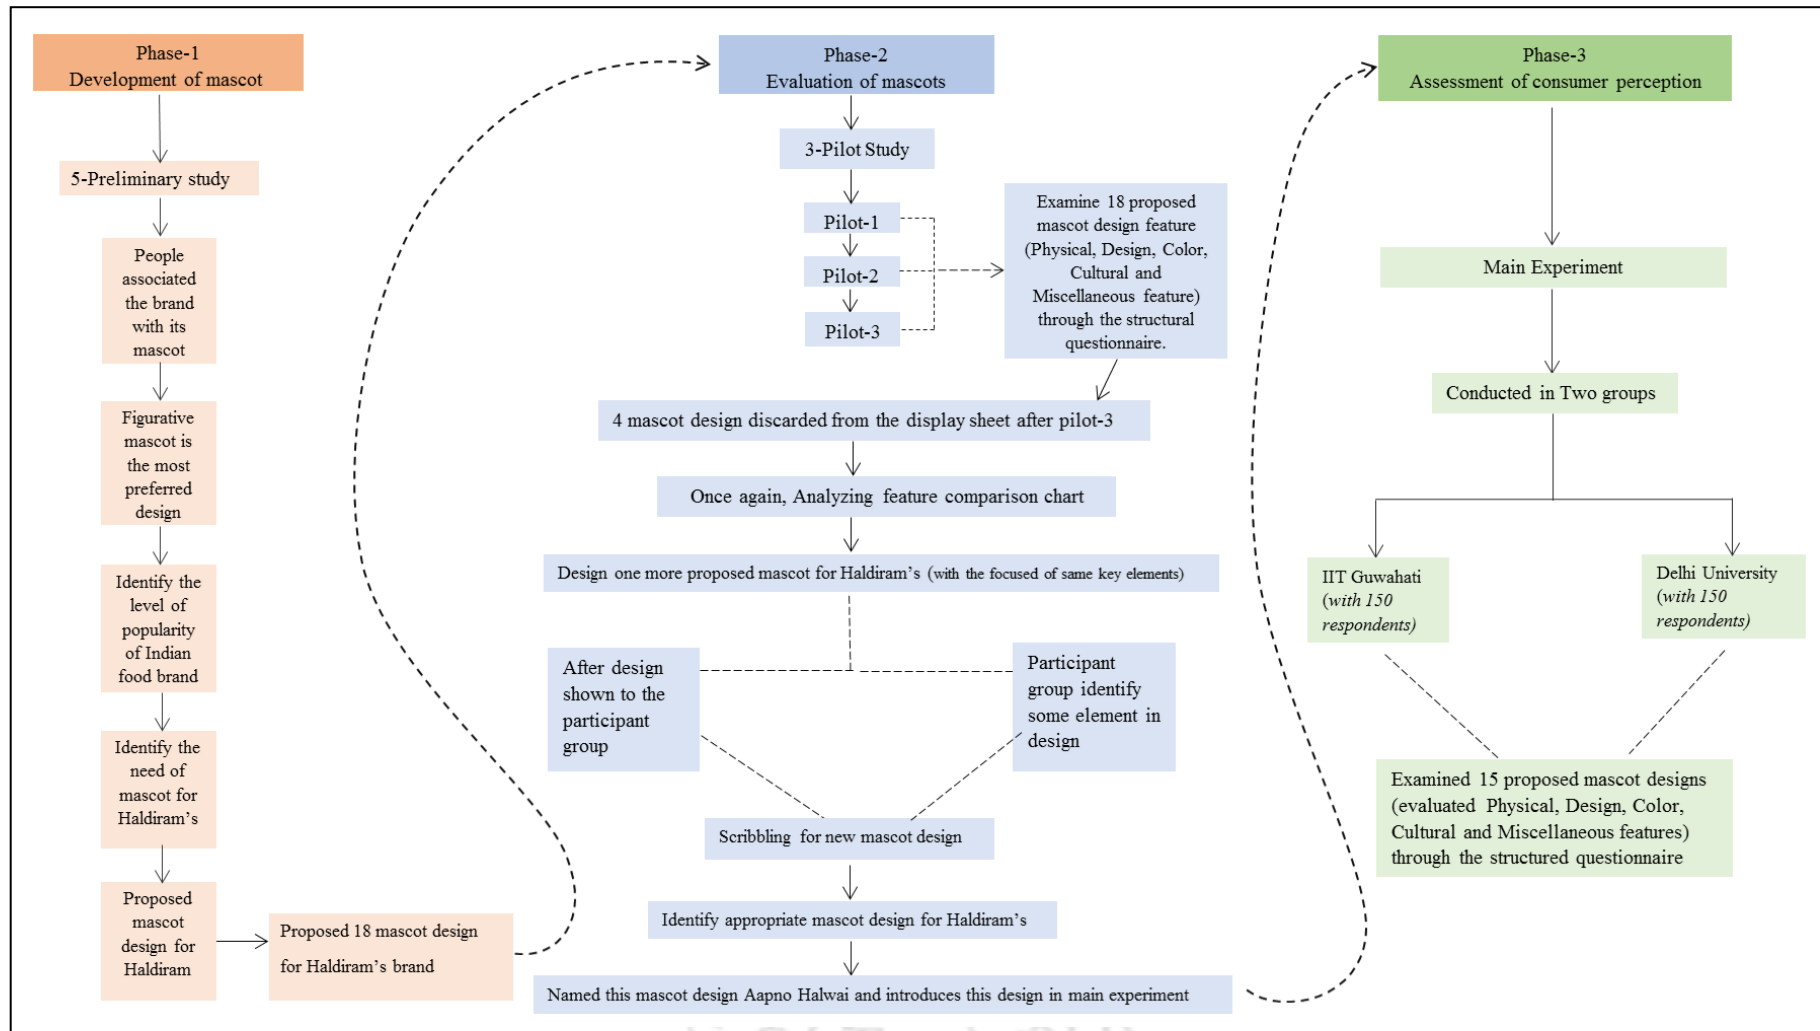 Phase-1
Development of mascot
5-Preliminary study
People
associated
the brand
with its
mascot
Figurative
mascot is
the most
preferred
design
Identify the
level of
popularity
of Indian
food brand
Identify the
need of
mascot for
Haldiram's
Proposed
mascot
design for
Haldiram
Proposed 18 mascot design
for Haldiram's brand
Phase-2
Evaluation of mascots
3-Pilot Study
Pilot-1
Pilot-2
Pilot-3
Examine 18 proposed
mascot design feature
(Physical, Design, Color,
Cultural and
Miscellaneous feature)
through the structural
questionnaire.
4 mascot design discarded from the display sheet after pilot-3
Once again, Analyzing feature comparison chart
Design one more proposed mascot for Haldiram's (with the focused of same key elements)
After design
shown to the
participant
group
Participant
group identify
some element in
design
Scribbling for new mascot design
Identify appropriate mascot design for Haldiram's
Named this mascot design Aapno Halwai and introduces this design in main experiment
Phase-3
Assessment of consumer perception
Main Experiment
Conducted in Two groups
IIT Guwahati
(with 150
respondents)
Delhi University
(with 150
respondents)
Examined 15 proposed mascot designs
(evaluated Physical, Design, Color,
Cultural and Miscellaneous features)
through the structured questionnaire